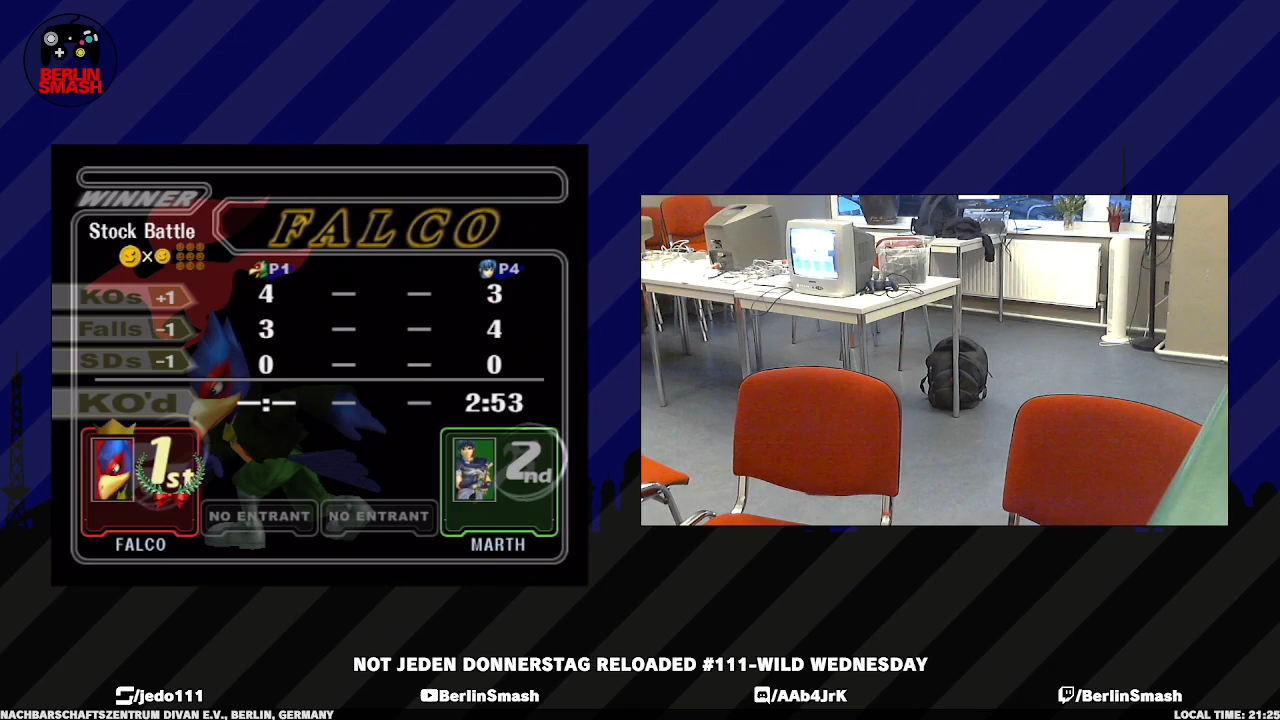 BERLIN
SMASH
WINNER
FALCO
Stock Battle
×
P1
P4
KOs +1 4 — — 3
Falls -1 3 — — 4
SDs -1 0 — — 0
KO'd —:— — — 2:53
1st
2nd
NO ENTRANT
NO ENTRANT
FALCO
MARTH
NOT JEDEN DONNERSTAG RELOADED #111-WILD WEDNESDAY
/jedo111
BerlinSmash
/AAb4JrK
/BerlinSmash
NACHBARSCHAFTSZENTRUM DIVAN E.V., BERLIN, GERMANY
LOCAL TIME: 21:25